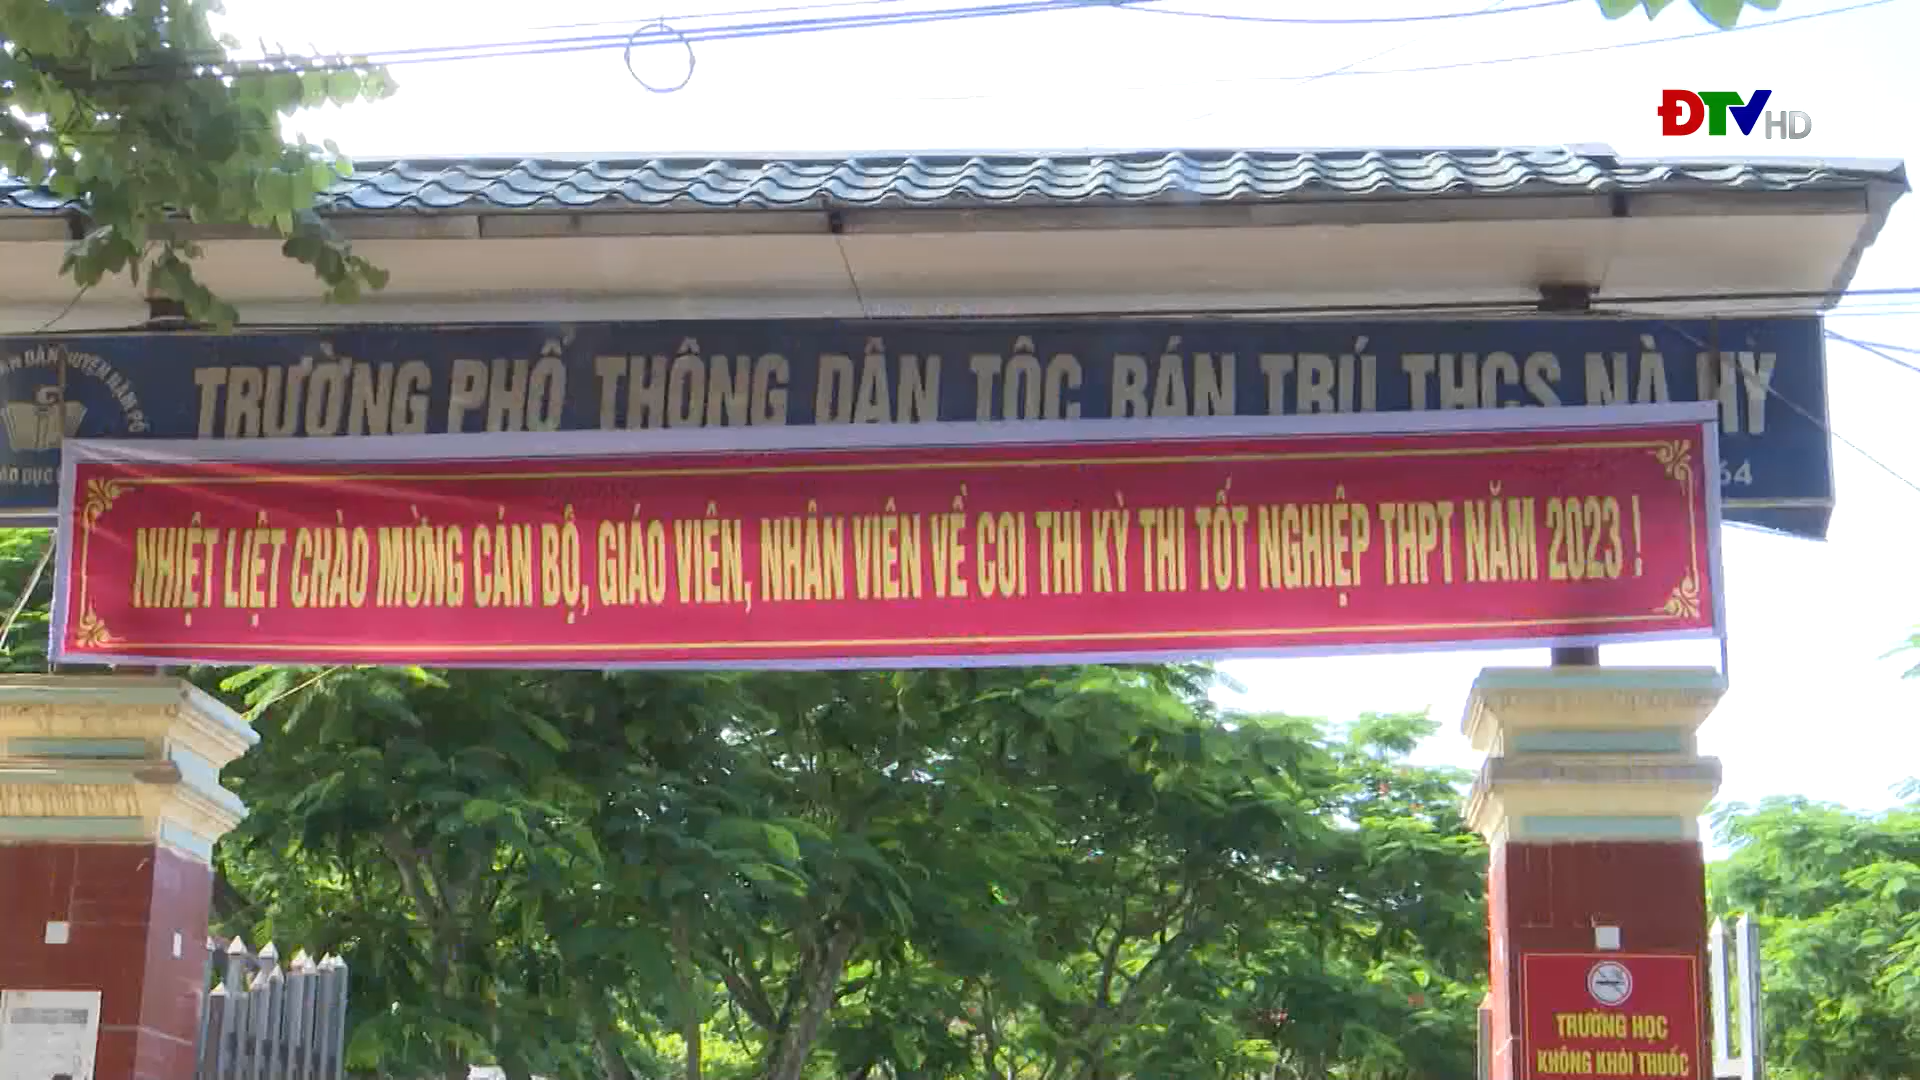 ĐTV HD
TRƯỜNG PHỔ THÔNG DÂN TỘC BÁN TRÚ THCS NÀ HỲ
64
NHIỆT LIỆT CHÀO MỪNG CÁN BỘ, GIÁO VIÊN, NHÂN VIÊN VỀ COI THI KỲ THI TỐT NGHIỆP THPT NĂM 2023 !
TRƯỜNG HỌC
KHÔNG KHÓI THUỐC